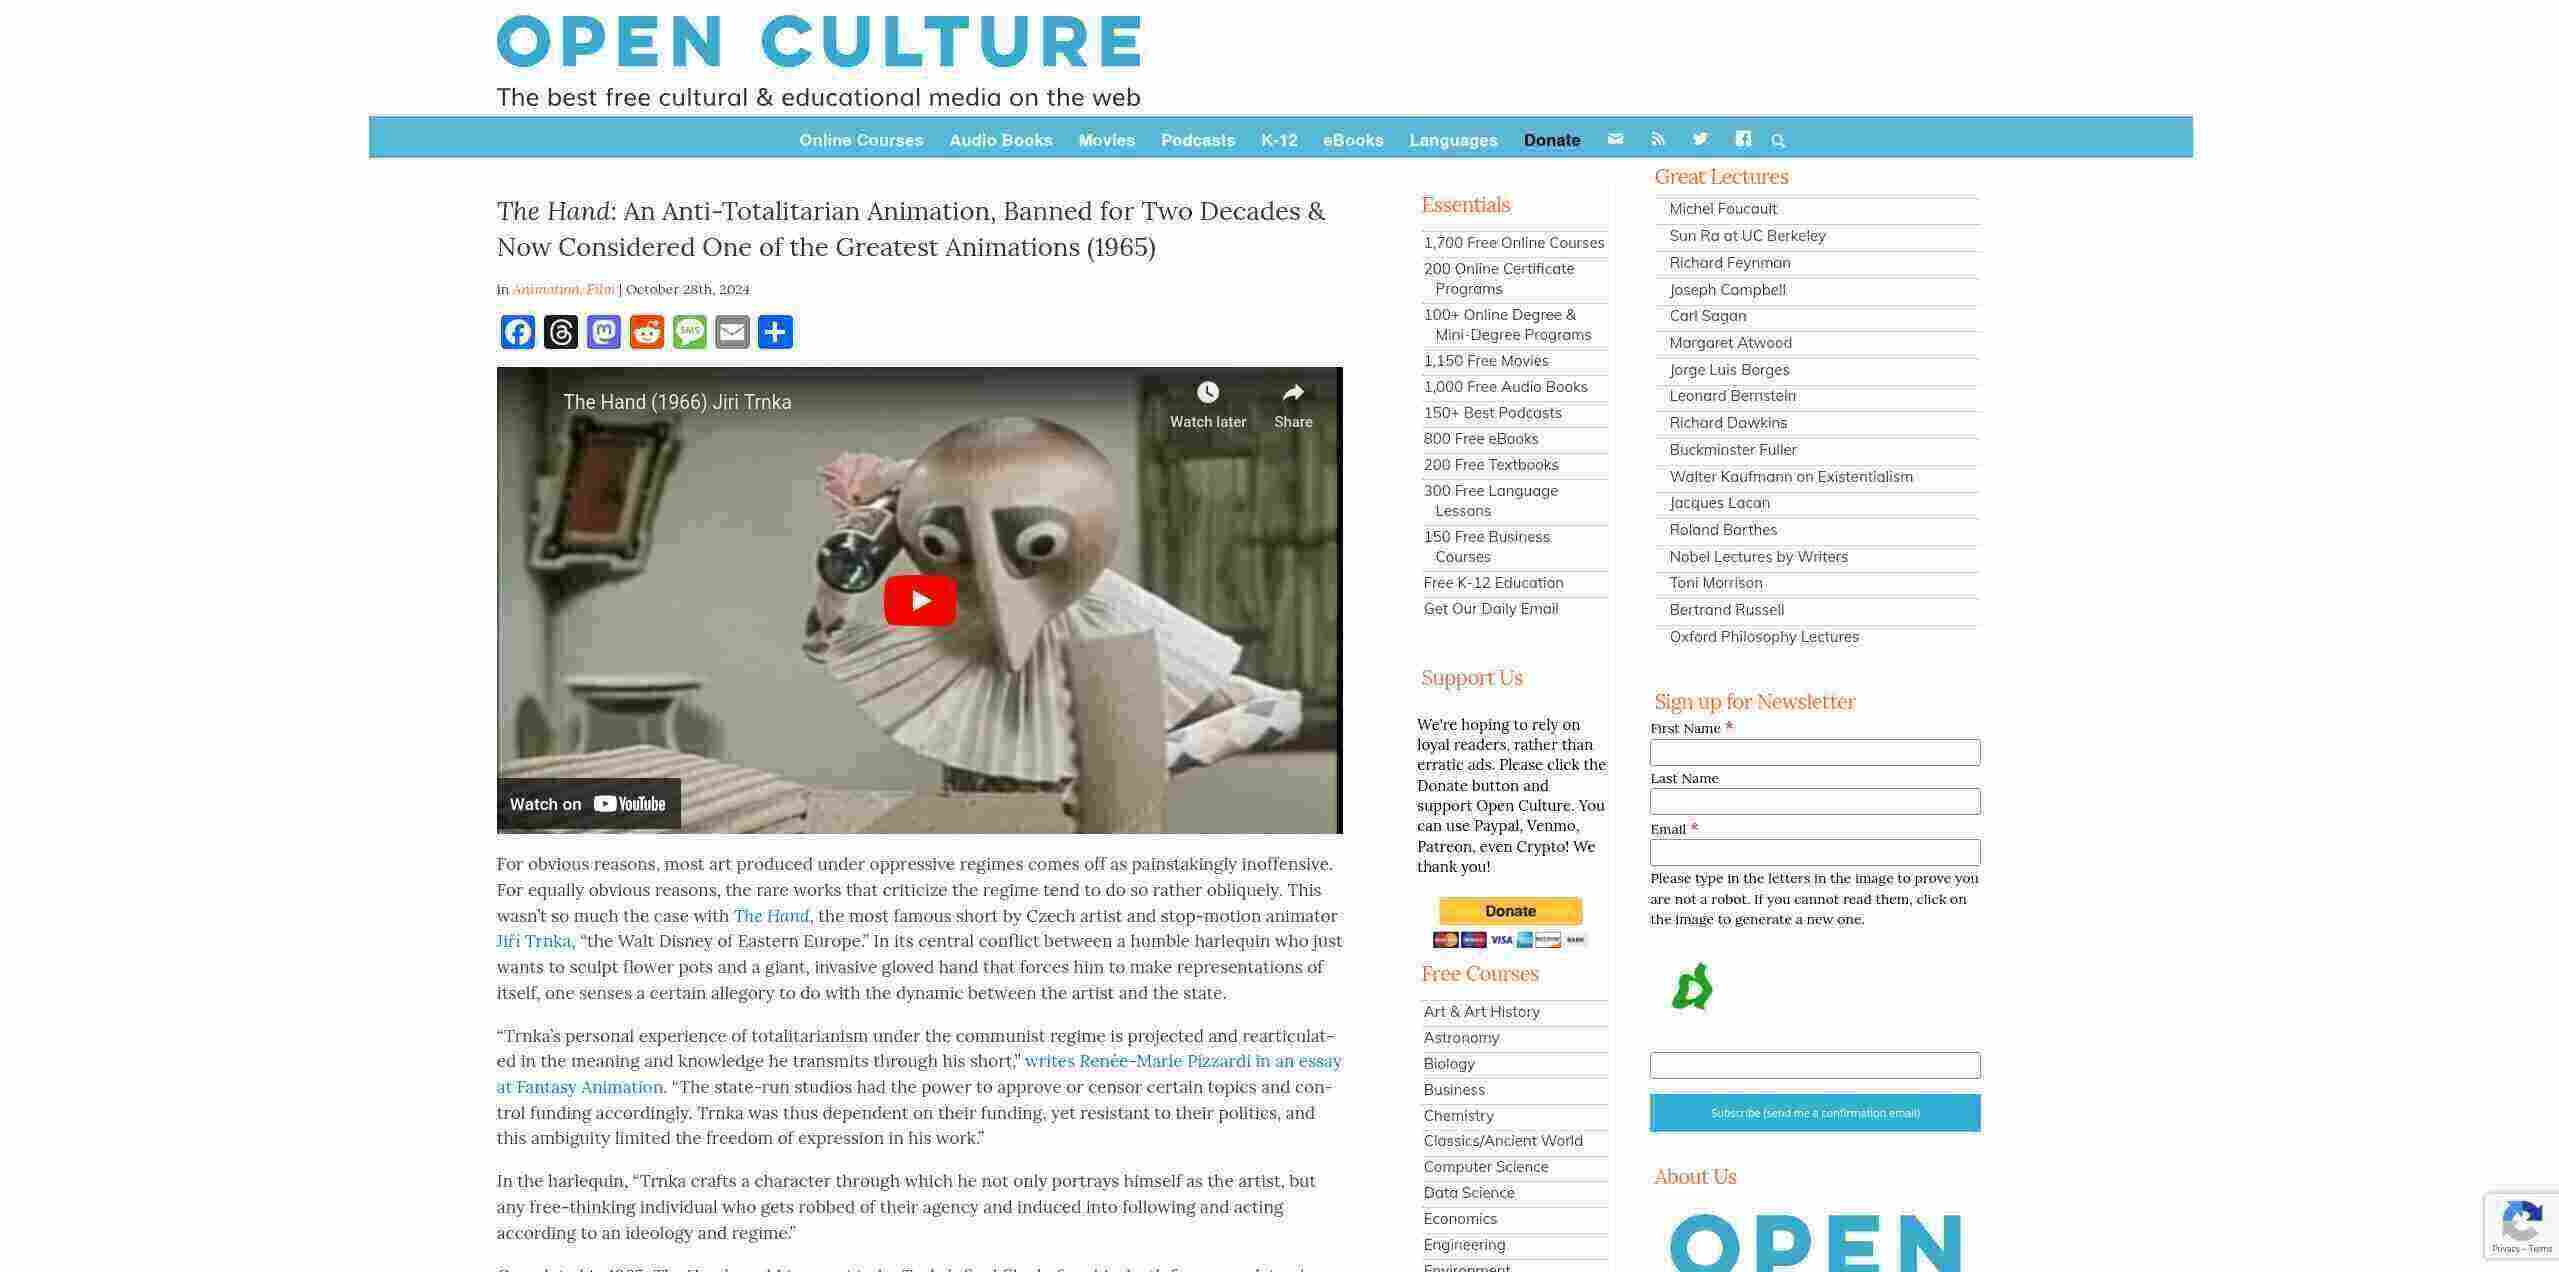 OPEN CULTURE
The best free cultural & educational media on the web
Online Courses Audio Books Movies Podcasts K-12 eBooks Languages Donate
The Hand: An Anti-Totalitarian Animation, Banned for Two Decades &
Now Considered One of the Greatest Animations (1965)
in Animation, Film | October 28th, 2024
SMS
The Hand (1966) Jiri Trnka
Watch later
Share
Watch on YouTube
For obvious reasons, most art produced under oppressive regimes comes off as painstakingly inoffensive.
For equally obvious reasons, the rare works that criticize the regime tend to do so rather obliquely. This
wasn't so much the case with The Hand, the most famous short by Czech artist and stop-motion animator
Jiří Trnka, “the Walt Disney of Eastern Europe.” In its central conflict between a humble harlequin who just
wants to sculpt flower pots and a giant, invasive gloved hand that forces him to make representations of
itself, one senses a certain allegory to do with the dynamic between the artist and the state.
“Trnka's personal experience of totalitarianism under the communist regime is projected and rearticulat-
ed in the meaning and knowledge he transmits through his short,” writes Renée-Marie Pizzardi in an essay
at Fantasy Animation. “The state-run studios had the power to approve or censor certain topics and con-
trol funding accordingly. Trnka was thus dependent on their funding, yet resistant to their politics, and
this ambiguity limited the freedom of expression in his work.”
In the harlequin, “Trnka crafts a character through which he not only portrays himself as the artist, but
any free-thinking individual who gets robbed of their agency and induced into following and acting
according to an ideology and regime.”
Essentials
1,700 Free Online Courses
200 Online Certificate
Programs
100+ Online Degree &
Mini-Degree Programs
1,150 Free Movies
1,000 Free Audio Books
150+ Best Podcasts
800 Free eBooks
200 Free Textbooks
300 Free Language
Lessons
150 Free Business
Courses
Free K-12 Education
Get Our Daily Email
Support Us
We're hoping to rely on
loyal readers, rather than
erratic ads. Please click the
Donate button and
support Open Culture. You
can use Paypal, Venmo,
Patreon, even Crypto! We
thank you!
Donate
VISA
Free Courses
Art & Art History
Astronomy
Biology
Business
Chemistry
Classics/Ancient World
Computer Science
Data Science
Economics
Engineering
Environment
Great Lectures
Michel Foucault
Sun Ra at UC Berkeley
Richard Feynman
Joseph Campbell
Carl Sagan
Margaret Atwood
Jorge Luis Borges
Leonard Bernstein
Richard Dawkins
Buckminster Fuller
Walter Kaufmann on Existentialism
Jacques Lacan
Roland Barthes
Nobel Lectures by Writers
Toni Morrison
Bertrand Russell
Oxford Philosophy Lectures
Sign up for Newsletter
First Name *
Last Name
Email *
Please type in the letters in the image to prove you
are not a robot. If you cannot read them, click on
the image to generate a new one.
Subscribe (send me a confirmation email)
About Us
OPEN
Privacy - Terms